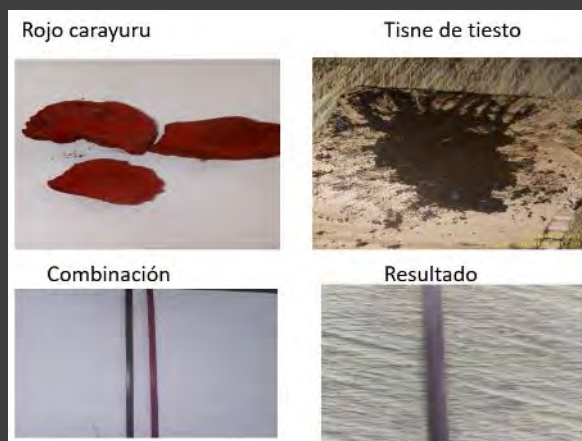 Rojo carayuru
Tisne de tiesto
Combinación
Resultado